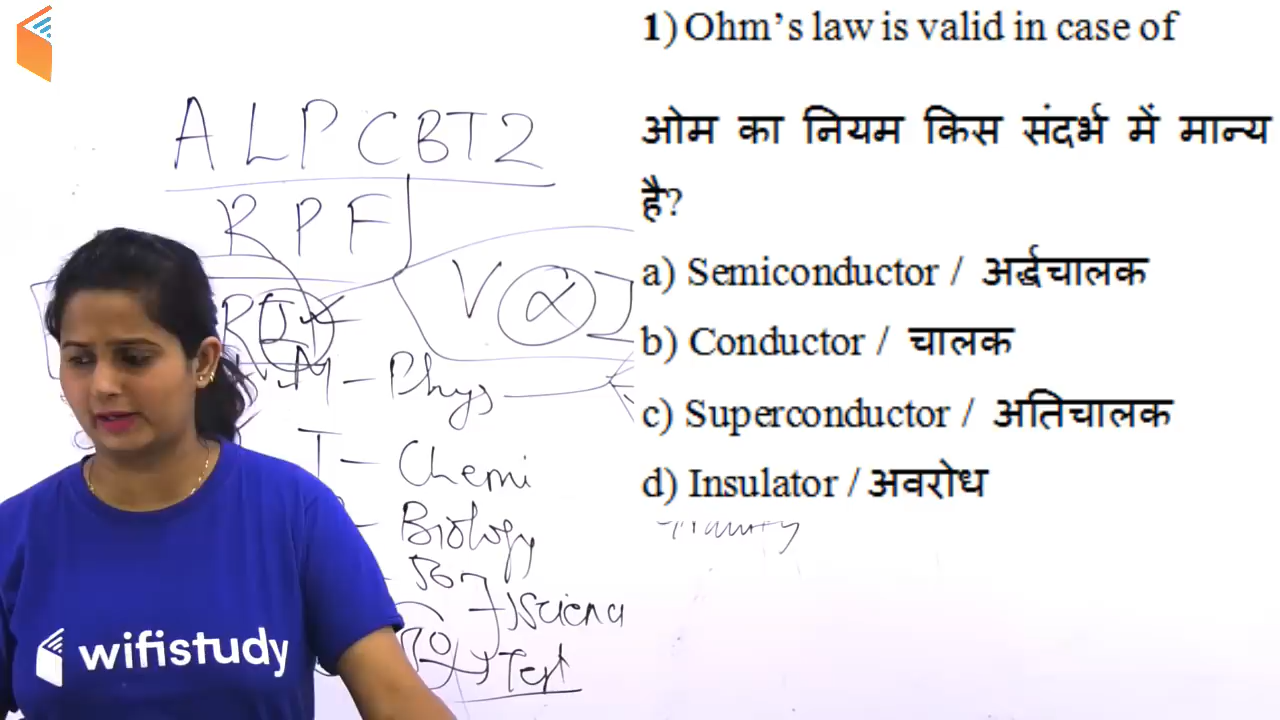 1) Ohm’s law is valid in case of
ओम का नियम किस संदर्भ में मान्य
है?
a) Semiconductor / अर्द्धचालक
b) Conductor / चालक
c) Superconductor / अतिचालक
d) Insulator / अवरोध
ALP CBT2
RPF
V α I
M - Phys
Chemi
Biology
50
Test
wifistudy